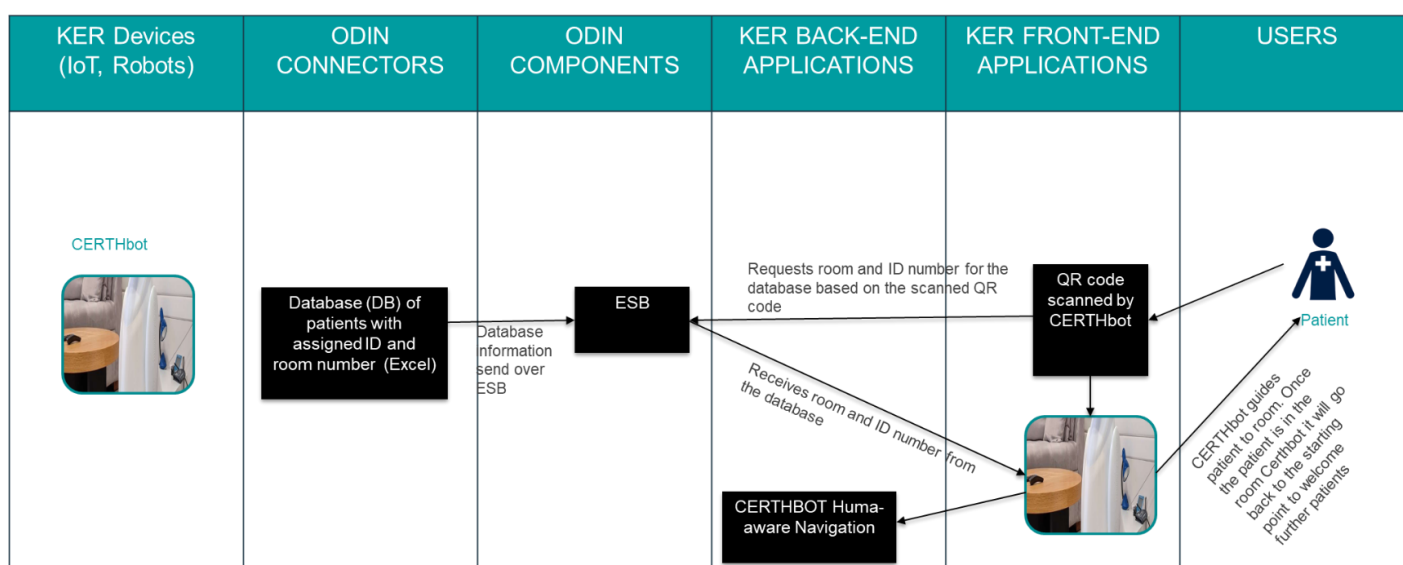 KER Devices
(IoT, Robots)
ODIN
CONNECTORS
ODIN
COMPONENTS
KER BACK-END
APPLICATIONS
KER FRONT-END
APPLICATIONS
USERS
CERTHbot
Database (DB) of
patients with
assigned ID and
room number (Excel)
Database
information
send over
ESB
ESB
Requests room and ID number for the
database based on the scanned QR
code
Receives room and ID number from
the database
CERTHBOT Huma-
aware Navigation
QR code
scanned by
CERTHbot
Patient
CERTHbot guides
patient to room. Once
the patient is in the
room Certhbot it will go
back to the starting
point to welcome
further patients